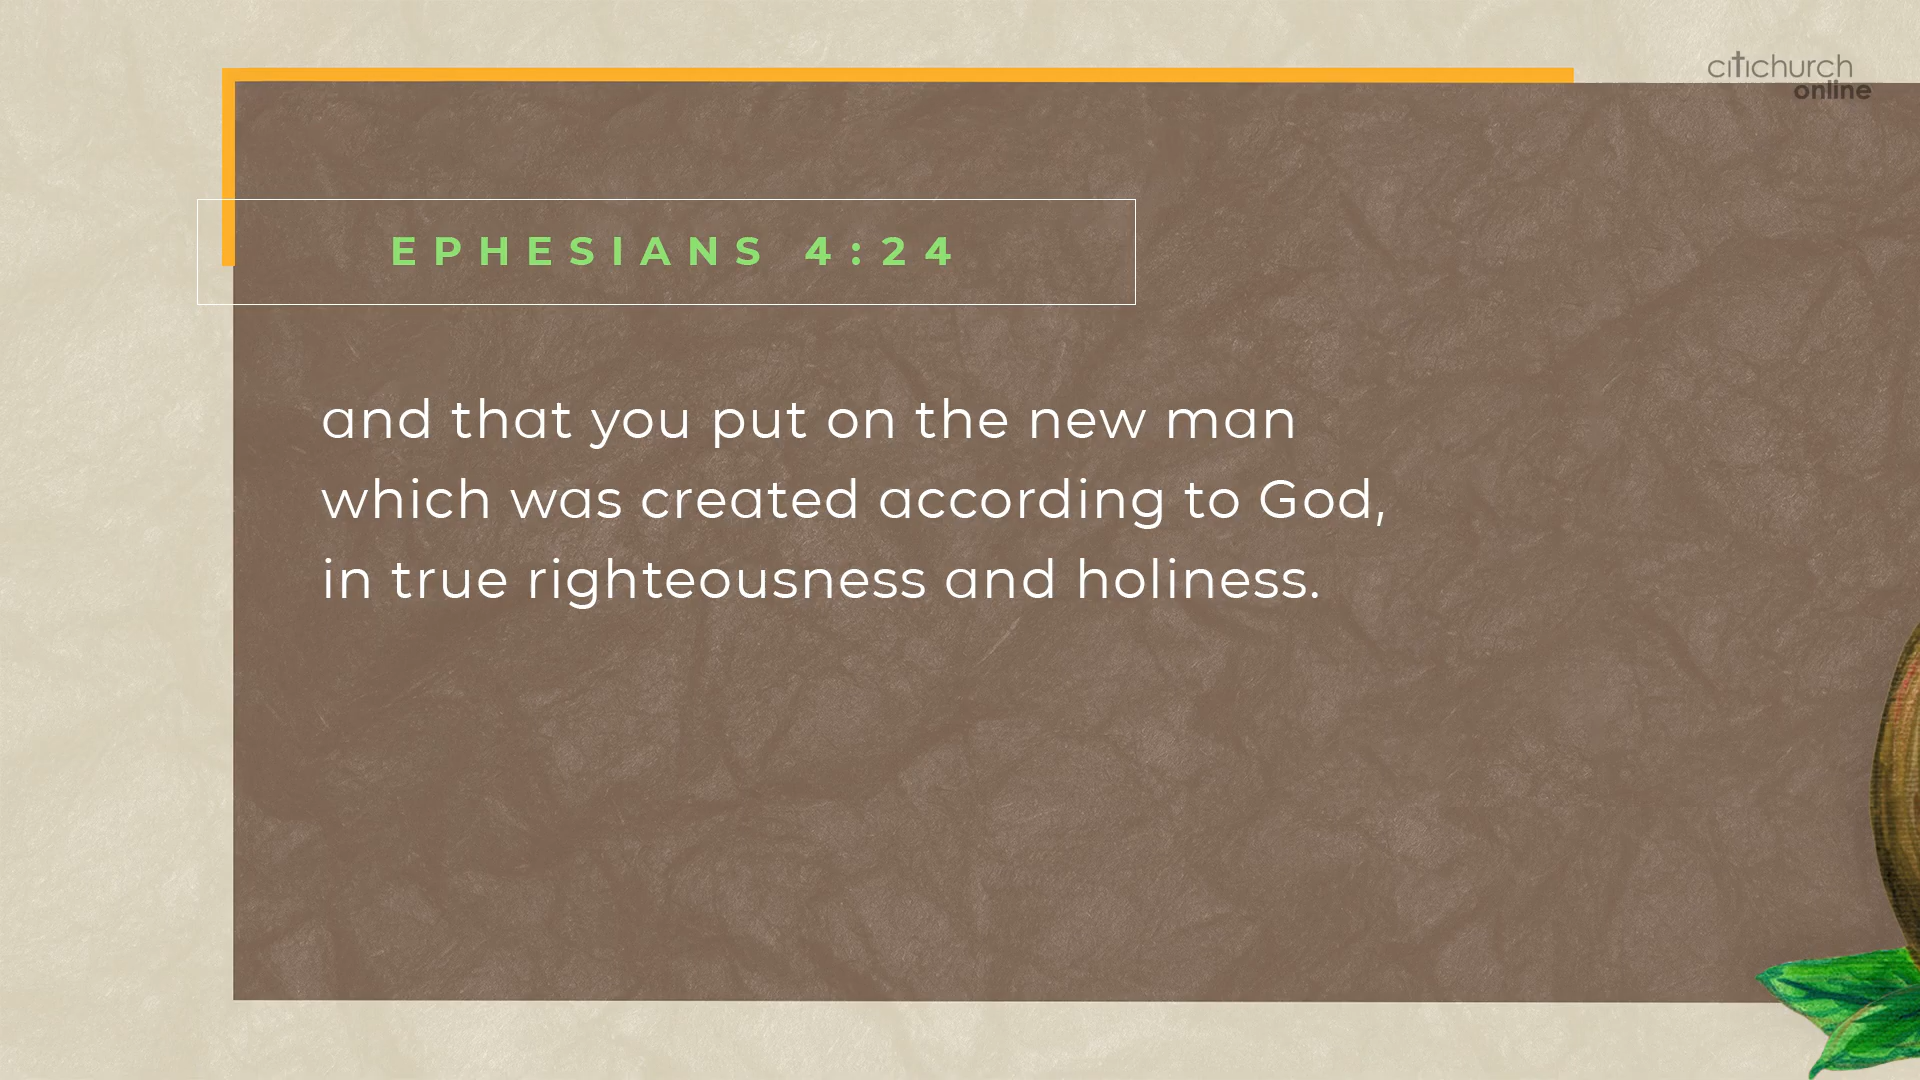 citichurch
online
EPHESIANS 4:24
and that you put on the new man
which was created according to God,
in true righteousness and holiness.